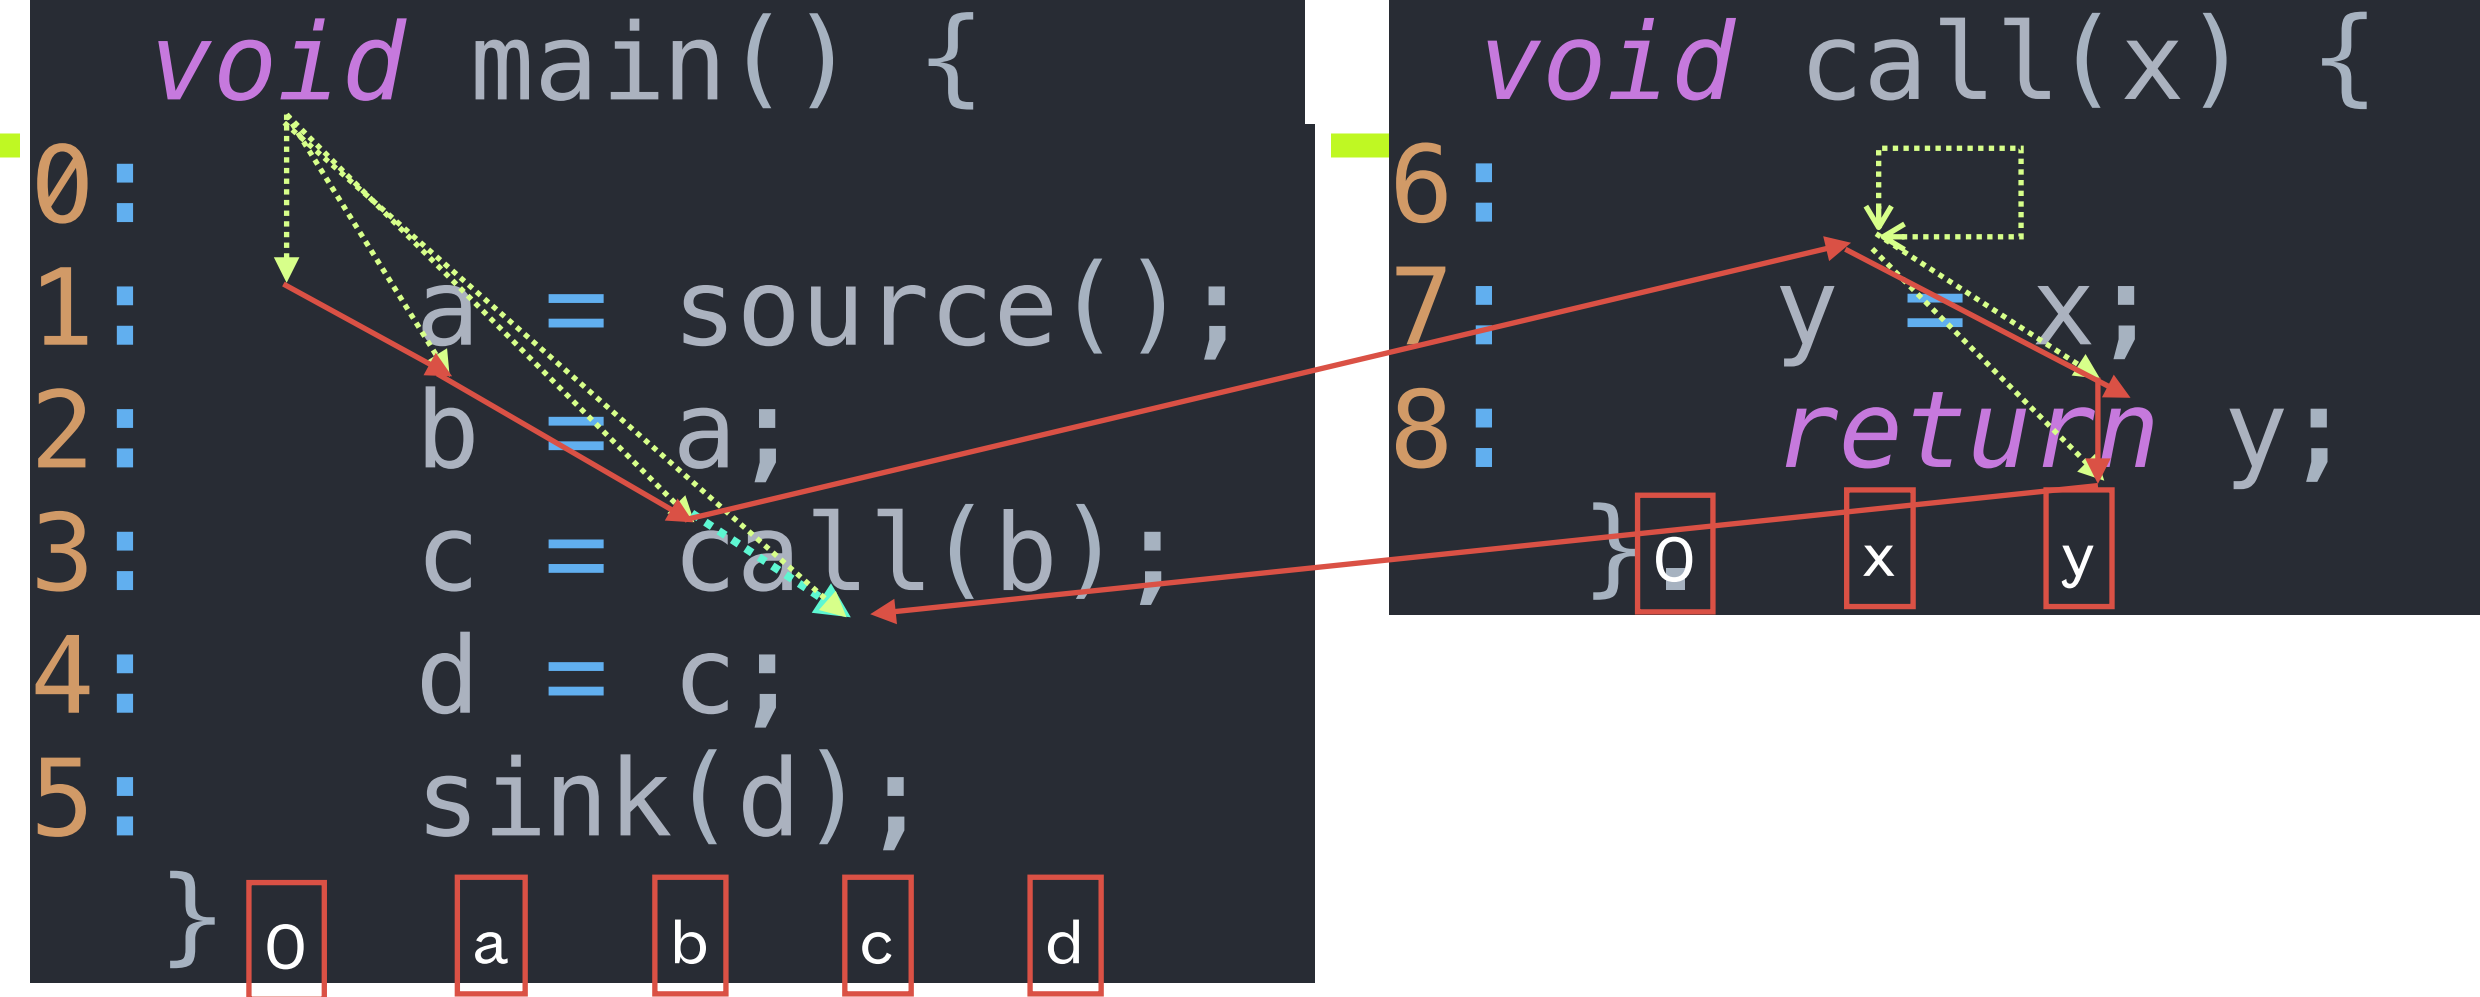 void main() {
0:
1: a = source();
2: b = a;
3: c = call(b);
4: d = c;
5: sink(d);
}
0 a b c d
void call(x) {
6:
7: y = x;
8: return y;
}.
0 x y